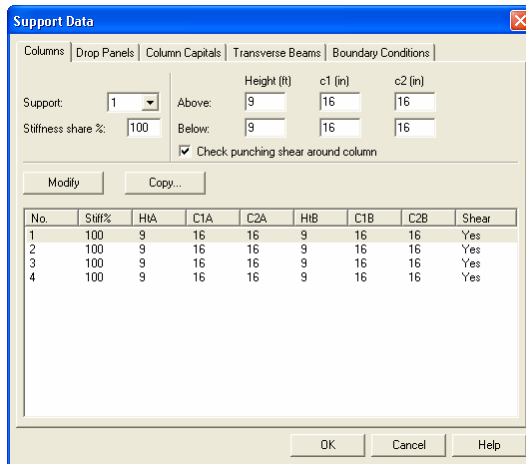 Support Data
Columns Drop Panels Column Capitals Transverse Beams Boundary Conditions
Height (ft) c1 (in) c2 (in)
Support: 1 Above: 9 16 16
Stiffness share %: 100 Below: 9 16 16
Check punching shear around column
Modify Copy...
No. Stiff% HtA C1A C2A HtB C1B C2B Shear
1 100 9 16 16 9 16 16 Yes
2 100 9 16 16 9 16 16 Yes
3 100 9 16 16 9 16 16 Yes
4 100 9 16 16 9 16 16 Yes
OK Cancel Help